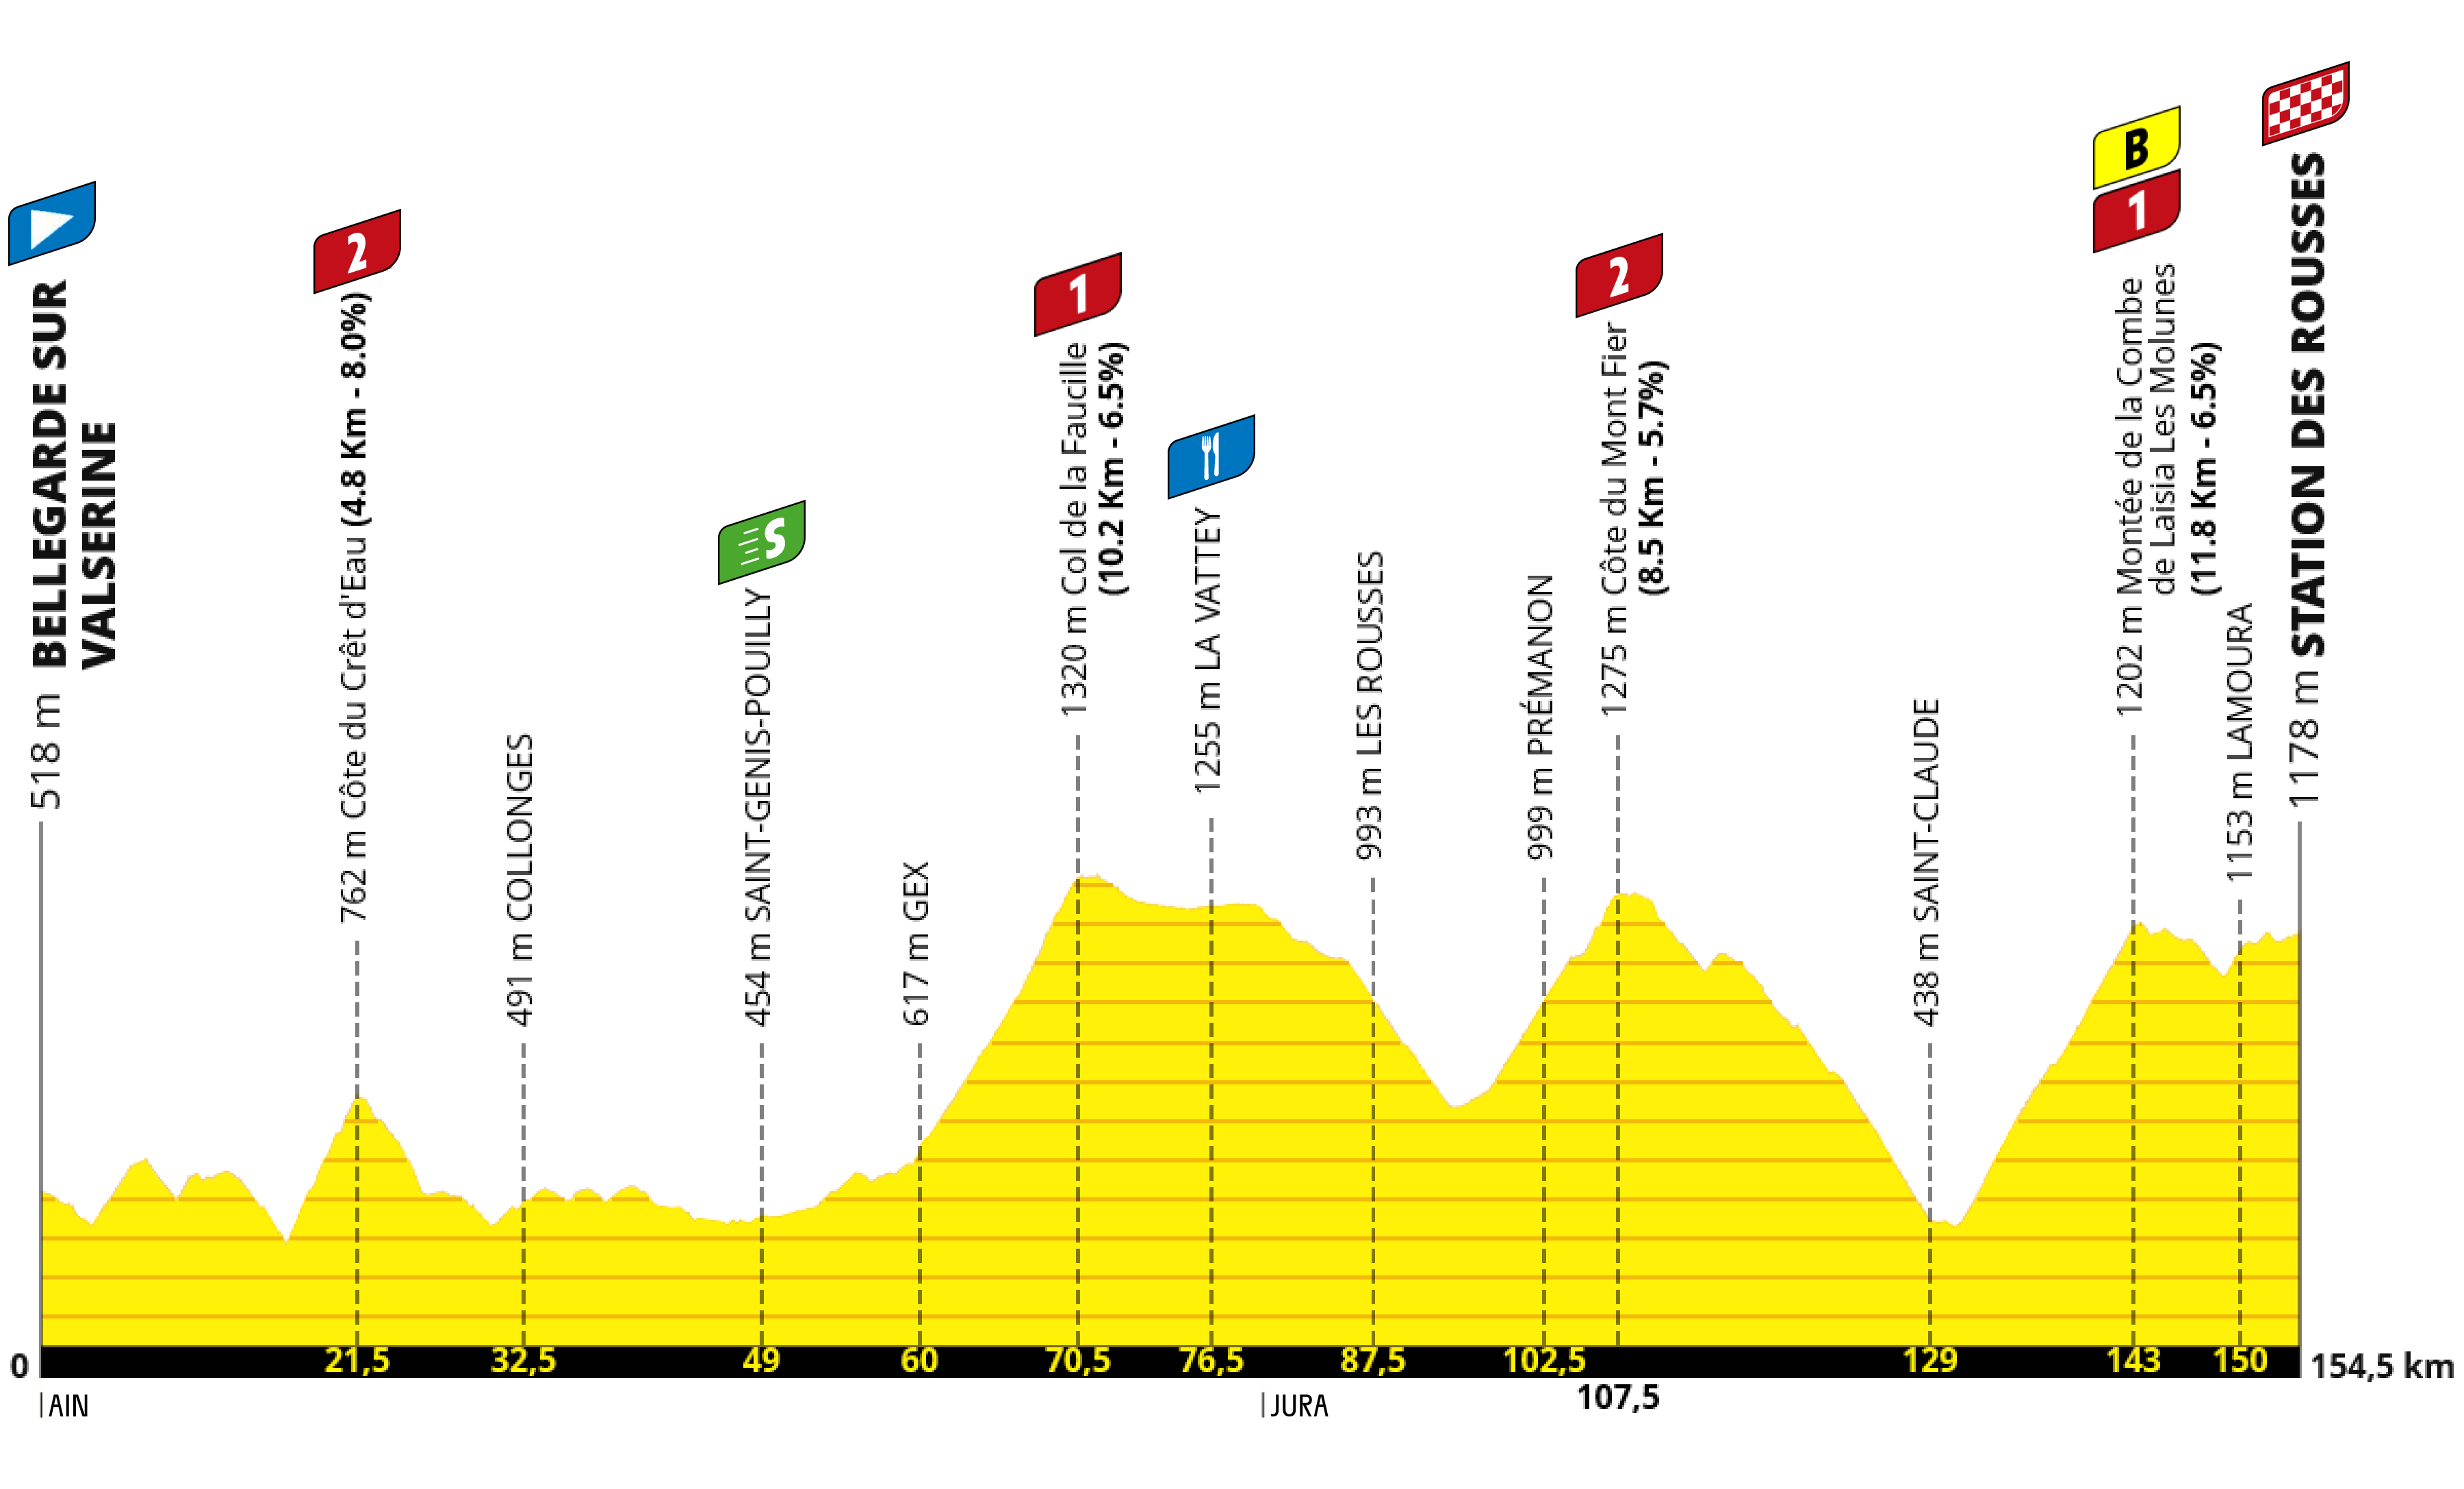 518 m BELLEGARDE SUR
VALSERINE
2
762 m Côte du Crêt d'Eau (4.8 Km - 8.0%)
491 m COLLONGES
S
454 m SAINT-GENIS-POUILLY
617 m GEX
1
1320 m Col de la Faucille
(10.2 Km - 6.5%)
1255 m LA VATTEY
993 m LES ROUSSES
999 m PRÉMANON
2
1275 m Côte du Mont Fier
(8.5 Km - 5.7%)
438 m SAINT-CLAUDE
B
1
1202 m Montée de la Combe
de Laisia Les Molunes
(11.8 Km - 6.5%)
1153 m LAMOURA
1178 m STATION DES ROUSSES
0 21,5 32,5 49 60 70,5 76,5 87,5 102,5 129 143 150 154,5 km
107,5
AIN JURA